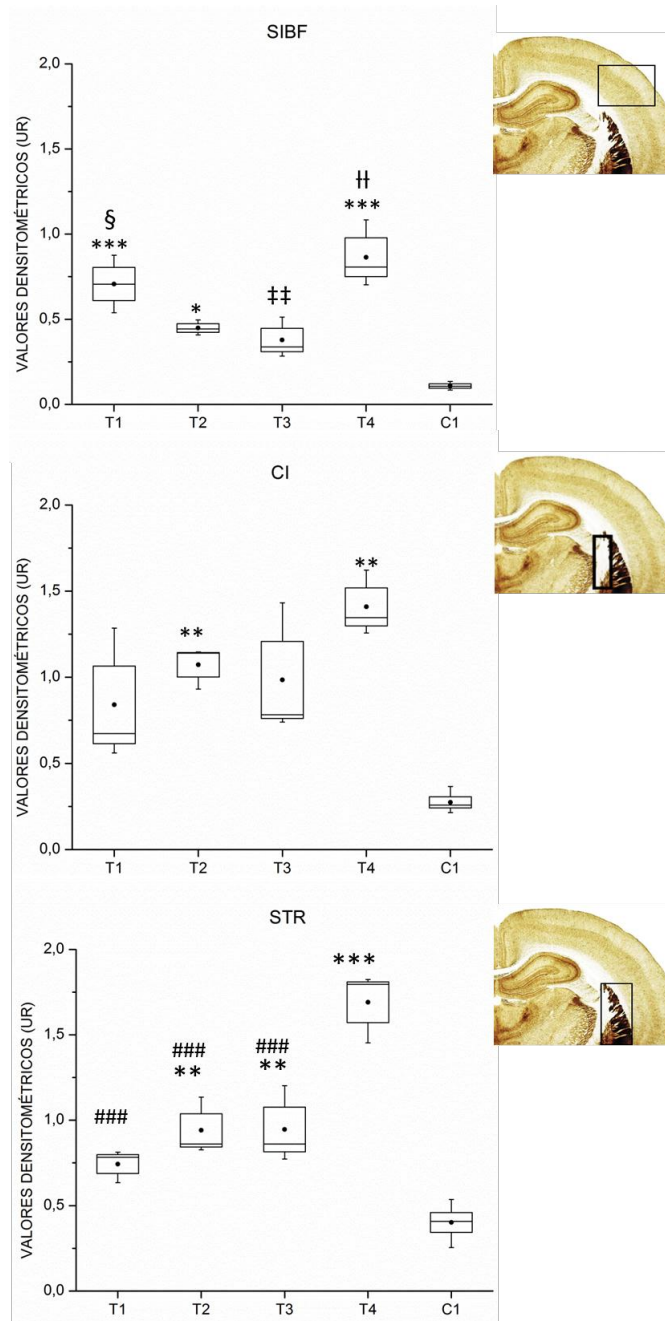 SIBF
VALORES DENSITOMÉTRICOS (UR)
2,0
1,5
1,0
0,5
0,0
§
***
*
‡‡
ƗƗ
***
T1 T2 T3 T4 C1
CI
VALORES DENSITOMÉTRICOS (UR)
2,0
1,5
1,0
0,5
0,0
**
**
T1 T2 T3 T4 C1
STR
VALORES DENSITOMÉTRICOS (UR)
2,0
1,5
1,0
0,5
0,0
***
### ###
** **
###
T1 T2 T3 T4 C1